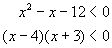 x² − x − 12 < 0
(x − 4)(x + 3) < 0